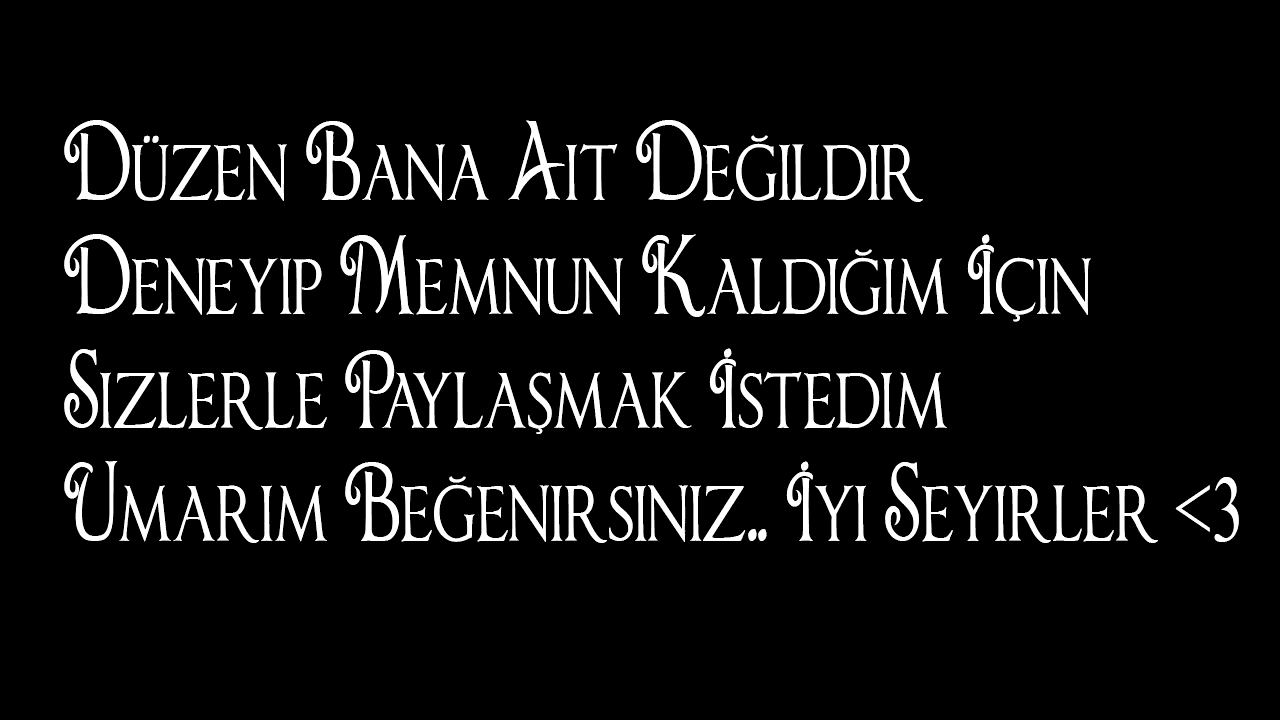 Düzen Bana Ait Değildir
Deneyip Memnun Kaldığım İçin
Sizlerle Paylaşmak İstedim
Umarım Beğenirsiniz.. İyi Seyirler <3